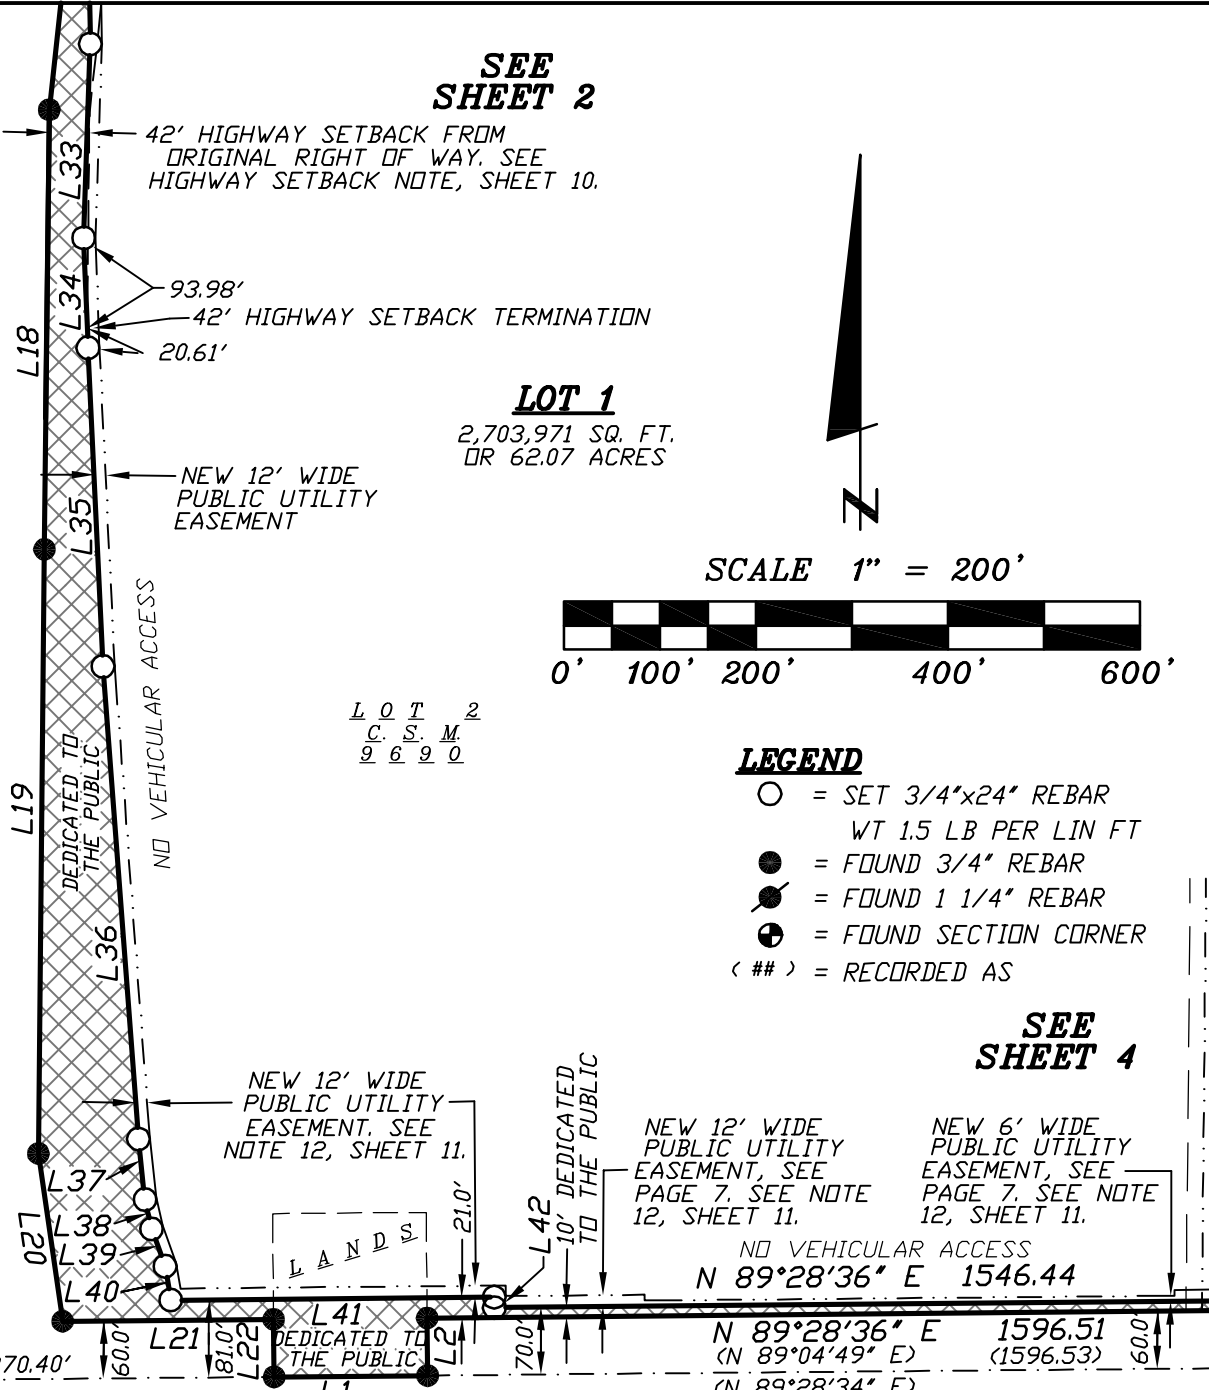 SEE
SHEET 2
42' HIGHWAY SETBACK FROM
ORIGINAL RIGHT OF WAY. SEE
HIGHWAY SETBACK NOTE, SHEET 10.
L33
L34
93.98'
42' HIGHWAY SETBACK TERMINATION
20.61'
L18
LOT 1
2,703,971 SQ. FT.
OR 62.07 ACRES
NEW 12' WIDE
PUBLIC UTILITY
EASEMENT
L35
N
SCALE 1" = 200'
0' 100' 200' 400' 600'
NO VEHICULAR ACCESS
LOT 2
C.S.M.
9690
L19
DEDICATED TO
THE PUBLIC
L36
LEGEND
= SET 3/4"x24" REBAR
WT 1.5 LB PER LIN FT
= FOUND 3/4" REBAR
= FOUND 1 1/4" REBAR
= FOUND SECTION CORNER
( ## ) = RECORDED AS
SEE
SHEET 4
NEW 12' WIDE
PUBLIC UTILITY
EASEMENT. SEE
NOTE 12, SHEET 11.
10' DEDICATED
TO THE PUBLIC
NEW 12' WIDE
PUBLIC UTILITY
EASEMENT, SEE
PAGE 7. SEE NOTE
12, SHEET 11.
NEW 6' WIDE
PUBLIC UTILITY
EASEMENT, SEE
PAGE 7. SEE NOTE
12, SHEET 11.
L37
L38
L39
L40
L20
LANDS
21.0'
L42
NO VEHICULAR ACCESS
N 89°28'36" E 1546.44
L41
DEDICATED TO
THE PUBLIC
L21
L22
L2
L1
60.0'
81.0'
70.0'
N 89°28'36" E 1596.51
(N 89°04'49" E) (1596.53)
60.0'
70.40'
(N 89°28'34" E)